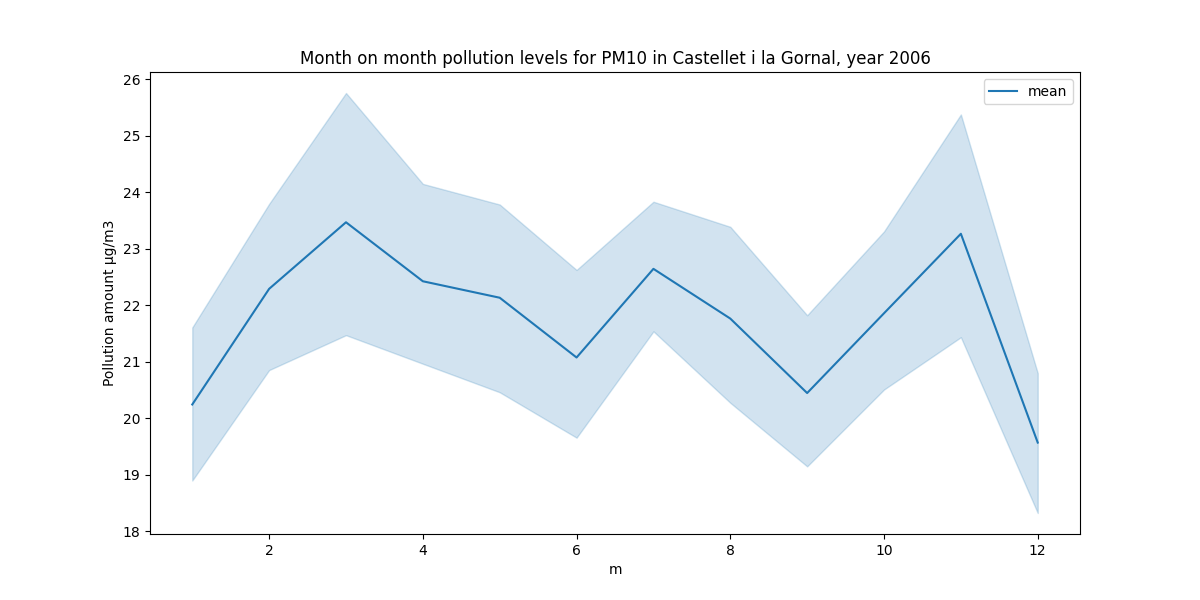 Month on month pollution levels for PM10 in Castellet i la Gornal, year 2006
mean
Pollution amount µg/m3
26
25
24
23
22
21
20
19
18
2 4 6 8 10 12
m